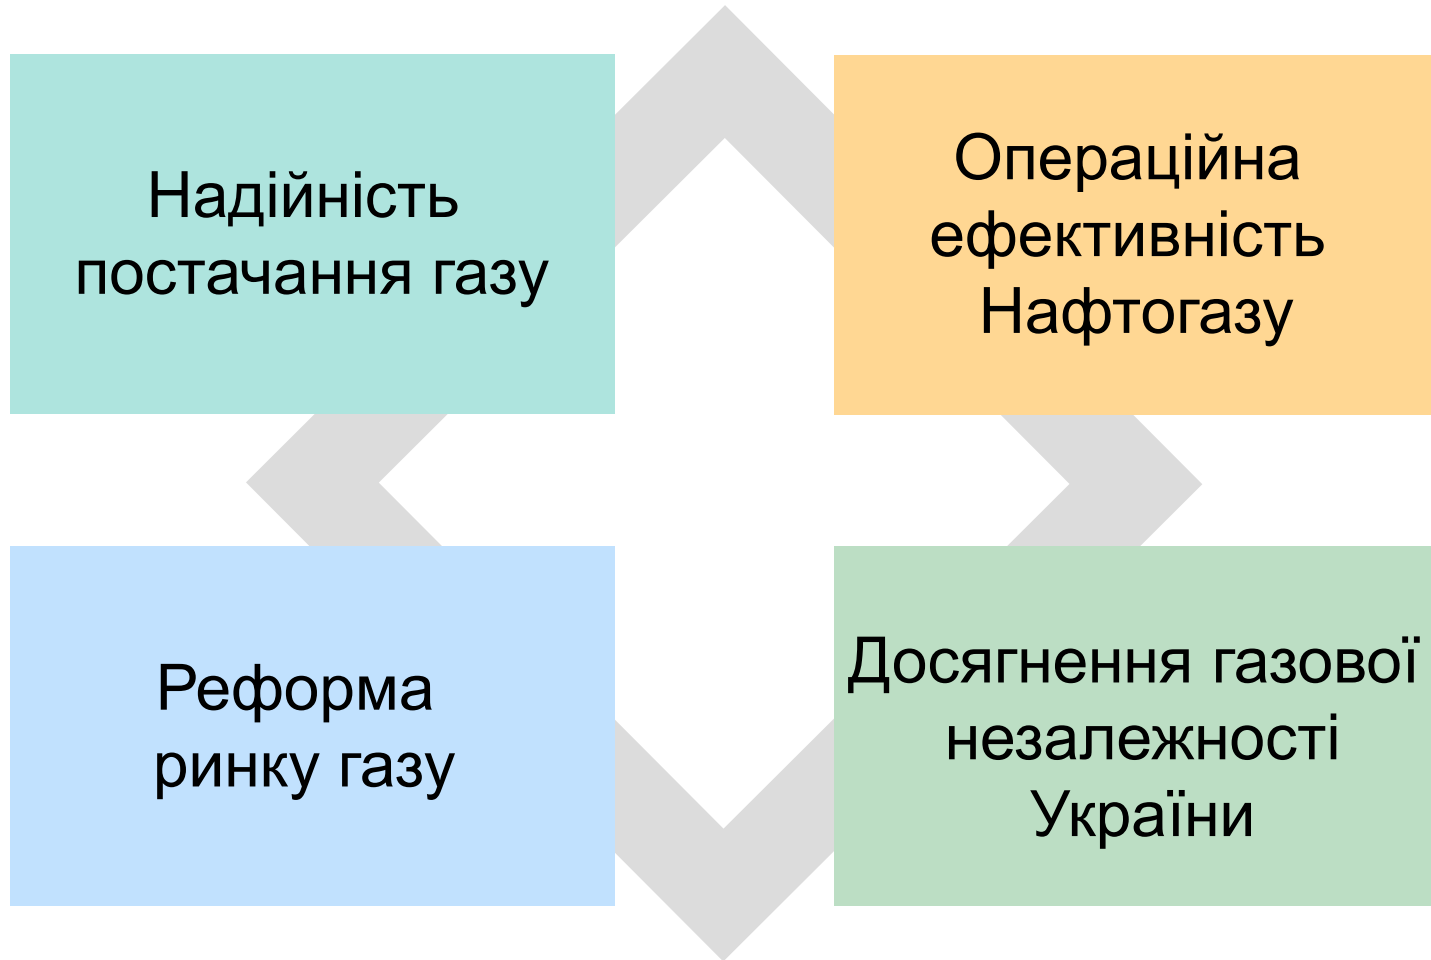 Надійність
постачання газу
Операційна
ефективність
Нафтогазу
Реформа
ринку газу
Досягнення газової
незалежності
України